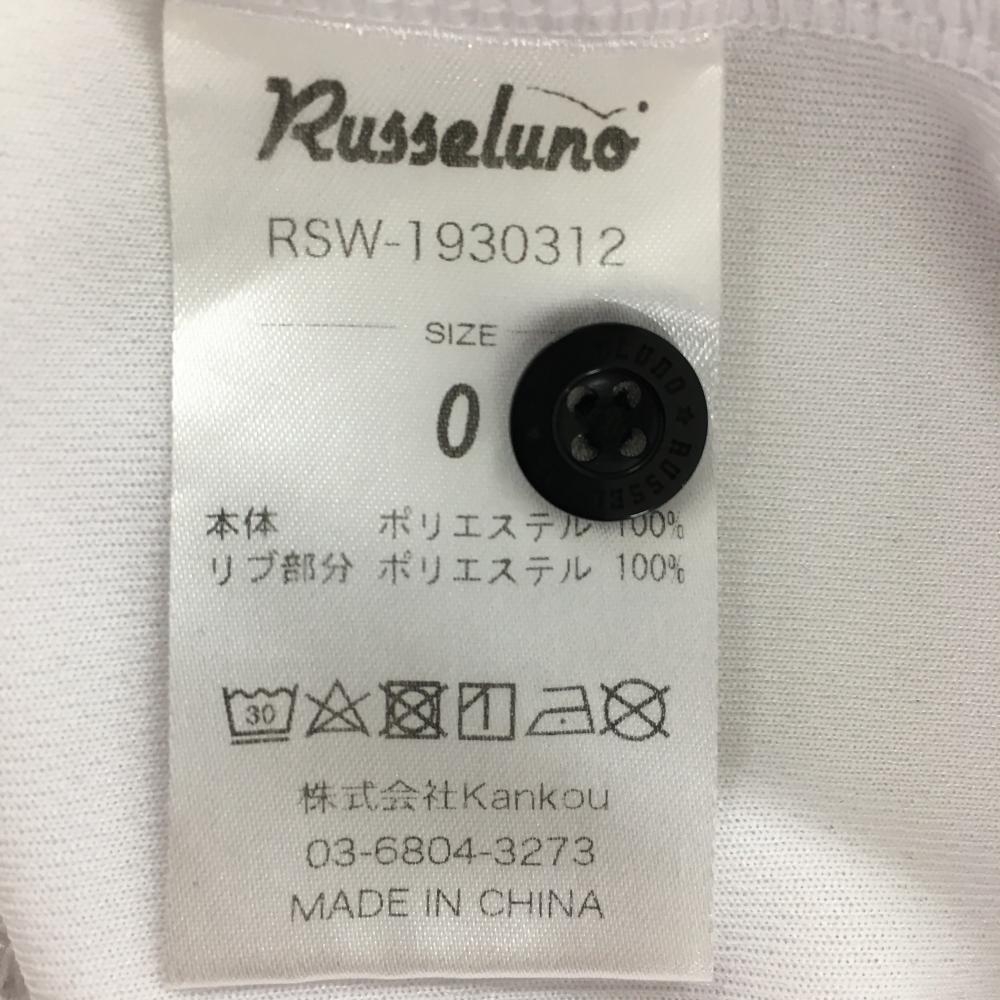 Russeluno
RSW-1930312
SIZE
0
LUNO ★ RUSSEL
本体 ポリエステル 100%
リブ部分 ポリエステル 100%
30
株式会社Kankou
03-6804-3273
MADE IN CHINA